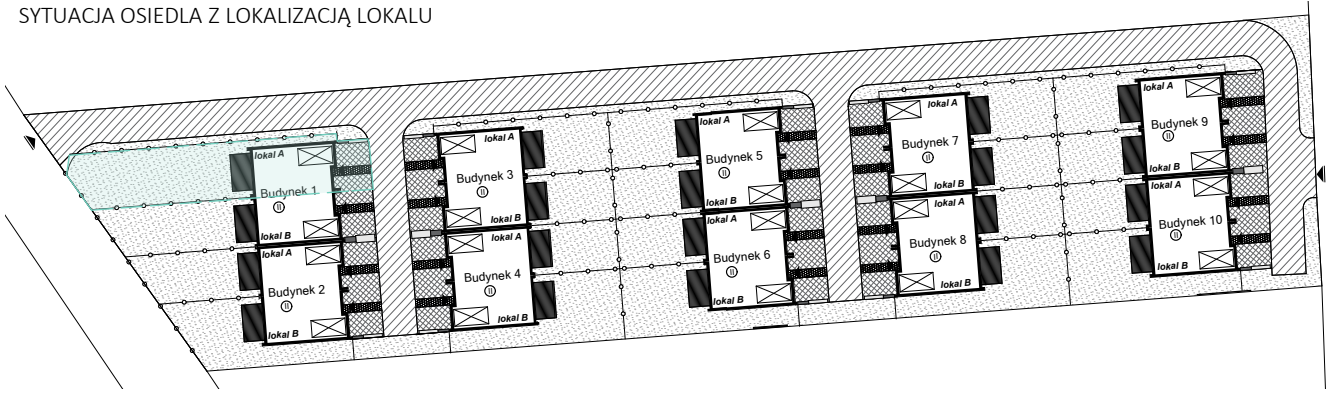 SYTUACJA OSIEDLA Z LOKALIZACJĄ LOKALU
lokal A
Budynek 1
II
lokal B
lokal A
Budynek 2
II
lokal B
lokal A
Budynek 3
II
lokal B
lokal A
Budynek 4
II
lokal B
lokal A
Budynek 5
II
lokal B
lokal A
Budynek 6
II
lokal B
lokal A
Budynek 7
II
lokal B
lokal A
Budynek 8
II
lokal B
lokal A
Budynek 9
II
lokal B
lokal A
Budynek 10
II
lokal B